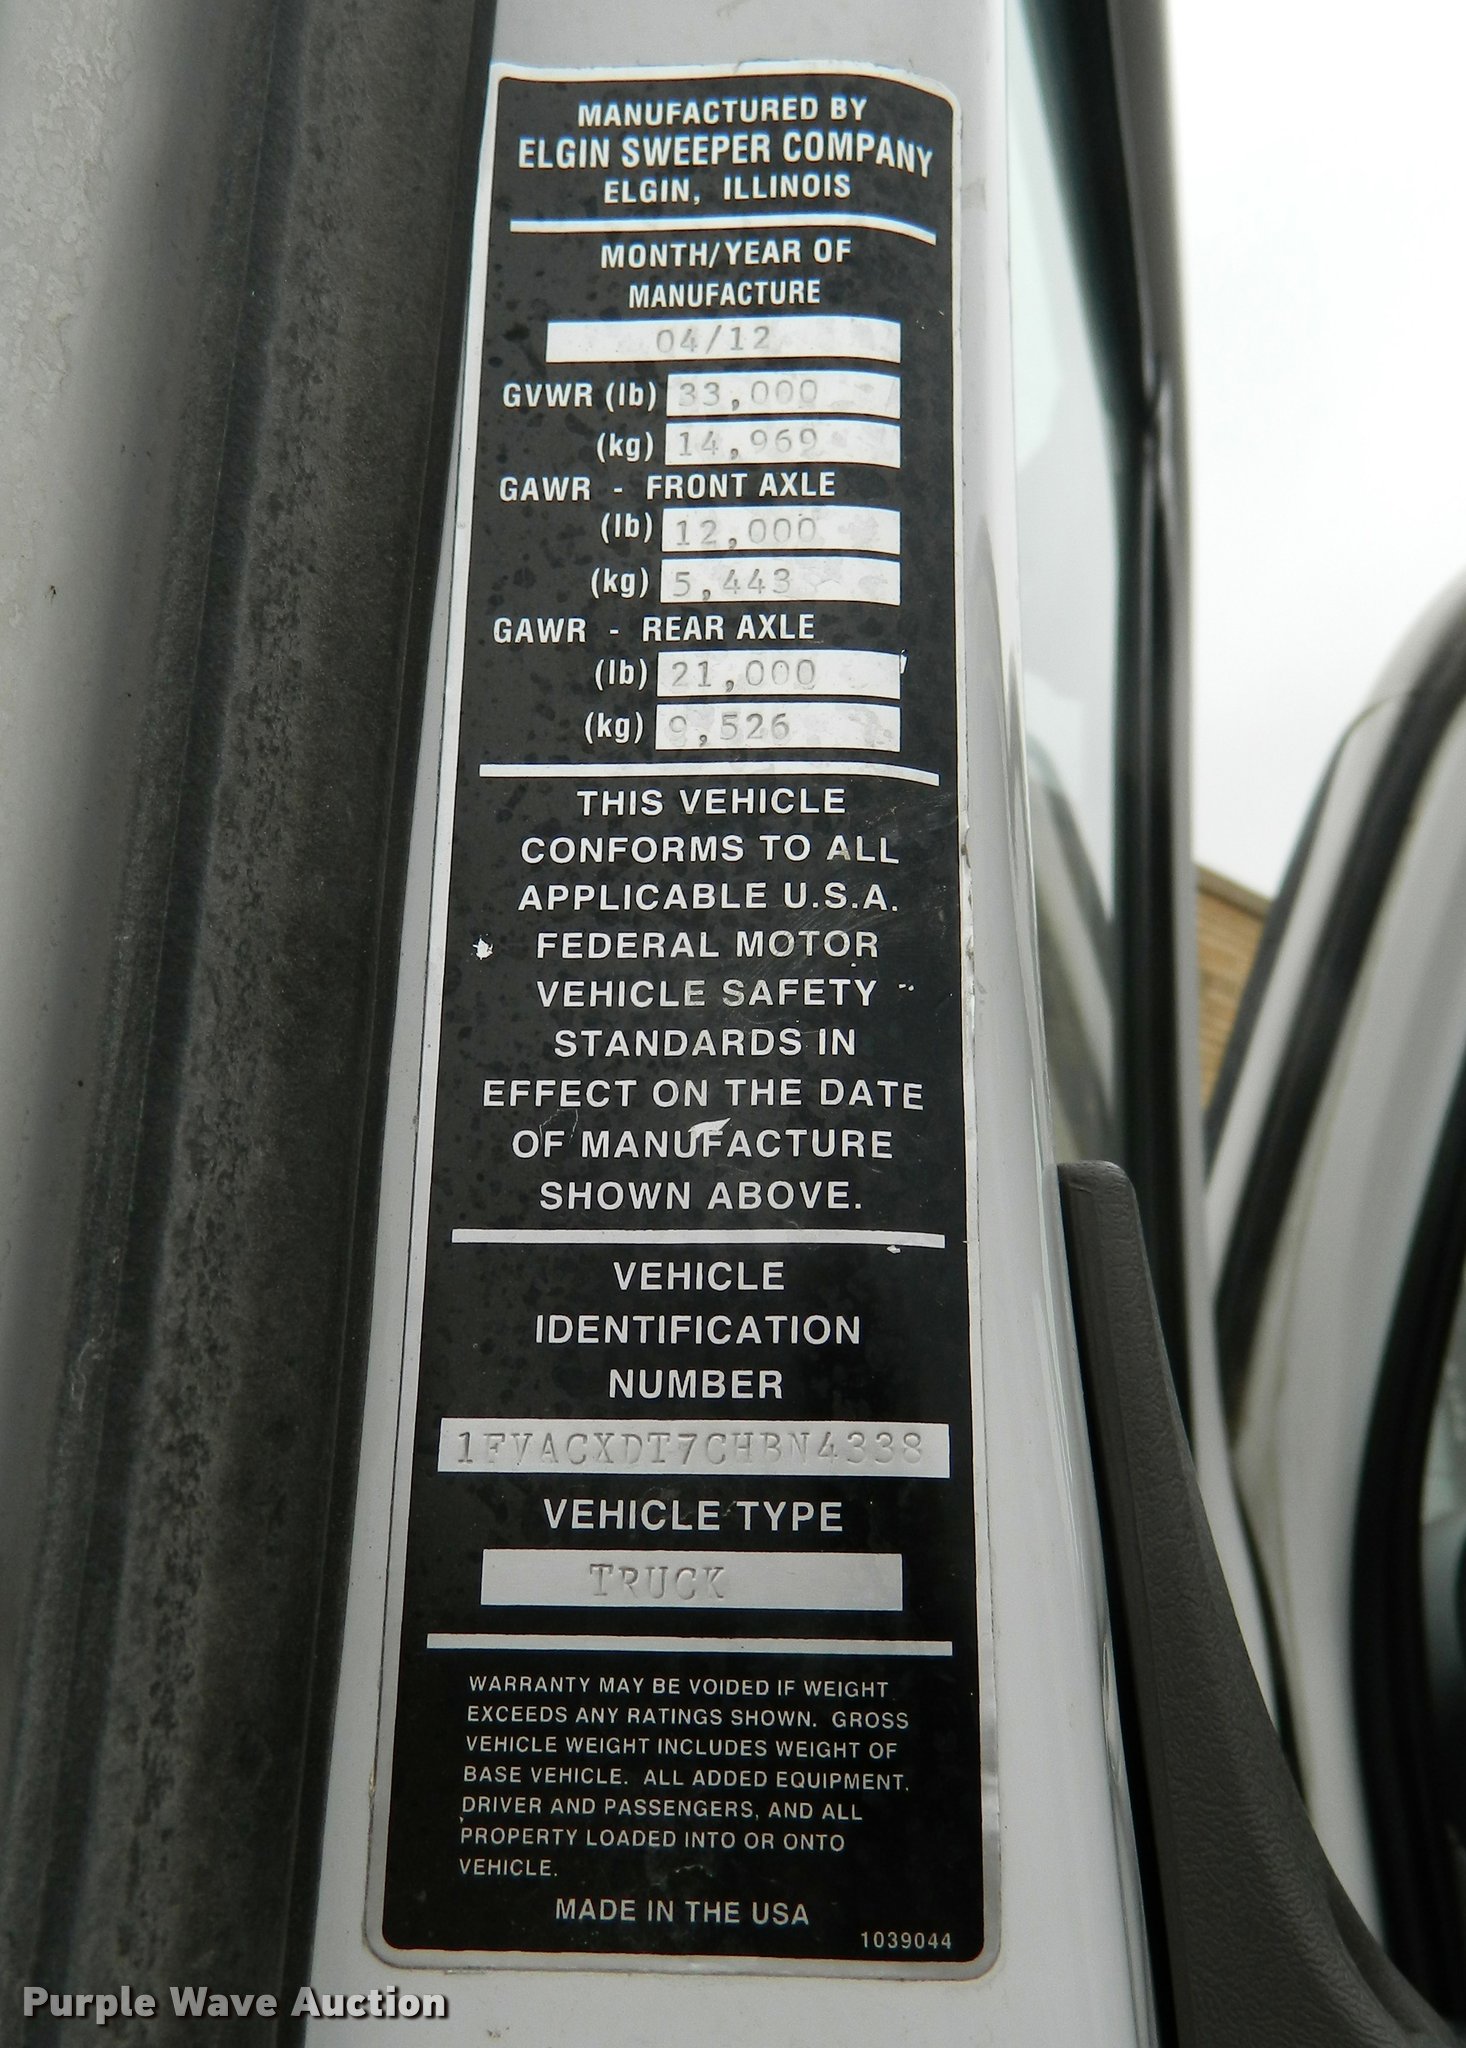 MANUFACTURED BY
ELGIN SWEEPER COMPANY
ELGIN, ILLINOIS
MONTH/YEAR OF
MANUFACTURE
04/12
GVWR (lb) 33,000
(kg) 14,969
GAWR - FRONT AXLE
(lb) 12,000
(kg) 5,443
GAWR - REAR AXLE
(lb) 21,000
(kg) 9,526
THIS VEHICLE
CONFORMS TO ALL
APPLICABLE U.S.A.
FEDERAL MOTOR
VEHICLE SAFETY
STANDARDS IN
EFFECT ON THE DATE
OF MANUFACTURE
SHOWN ABOVE.
VEHICLE
IDENTIFICATION
NUMBER
1FVACXDT7CHBN4338
VEHICLE TYPE
TRUCK
WARRANTY MAY BE VOIDED IF WEIGHT
EXCEEDS ANY RATINGS SHOWN. GROSS
VEHICLE WEIGHT INCLUDES WEIGHT OF
BASE VEHICLE. ALL ADDED EQUIPMENT,
DRIVER AND PASSENGERS, AND ALL
PROPERTY LOADED INTO OR ONTO
VEHICLE.
MADE IN THE USA
1039044
Purple Wave Auction